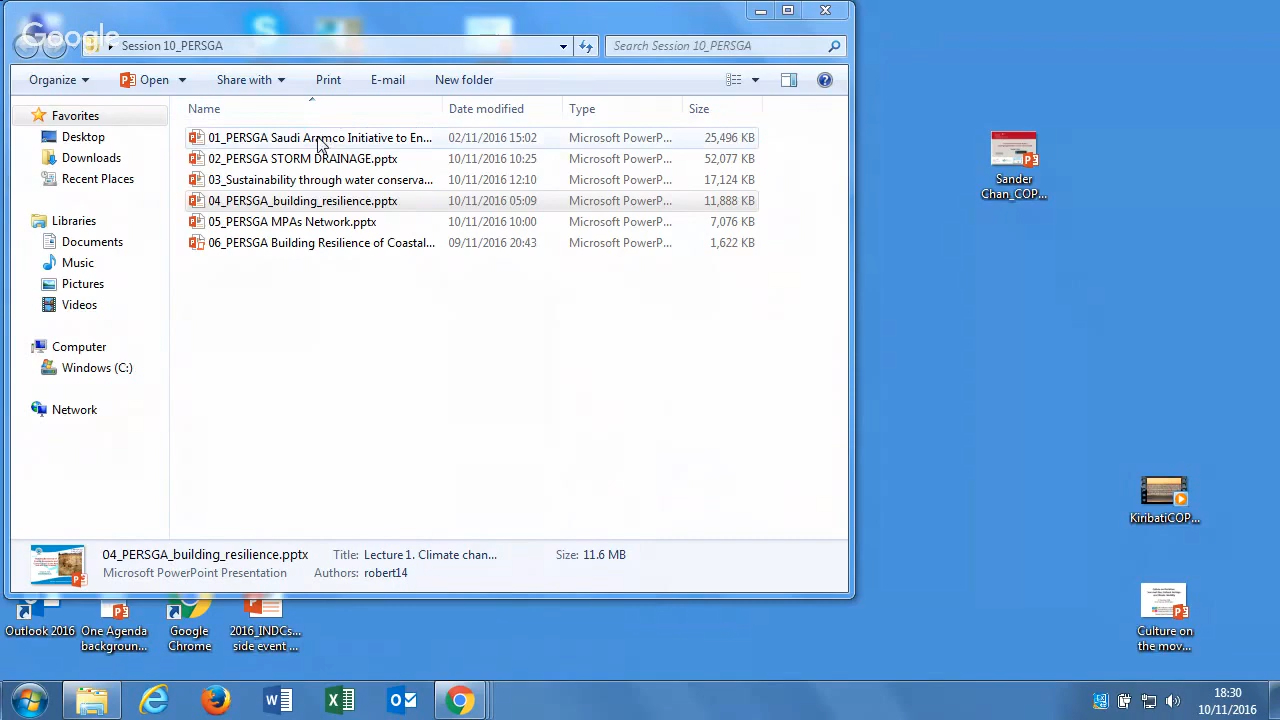 Google
Session 10_PERSGA
Search Session 10_PERSGA
Organize Open Share with Print E-mail New folder
Name Date modified Type Size
Favorites
Desktop
Downloads
Recent Places
Libraries
Documents
Music
Pictures
Videos
Computer
Windows (C:)
Network
01_PERSGA Saudi Aramco Initiative to En... 02/11/2016 15:02 Microsoft PowerP... 25,496 KB
02_PERSGA 10/11/2016 10:25 Microsoft PowerP... 52,077 KB
03_Sustainability through water conserva... 10/11/2016 12:10 Microsoft PowerP... 17,124 KB
04_PERSGA_building_resilience.pptx 10/11/2016 05:09 Microsoft PowerP... 11,888 KB
05_PERSGA MPAs Network.pptx 10/11/2016 10:00 Microsoft PowerP... 7,076 KB
06_PERSGA Building Resilience of Coastal... 09/11/2016 20:43 Microsoft PowerP... 1,622 KB
04_PERSGA_building_resilience.pptx Title: Lecture 1. Climate chan... Size: 11.6 MB
Microsoft PowerPoint Presentation Authors: robert14
Sander
Chan_COP...
KiribatiCOP...
Culture on
the mov...
Outlook 2016
One Agenda
backgroun...
Google
Chrome
2016_INDCs...
side event ...
18:30
10/11/2016